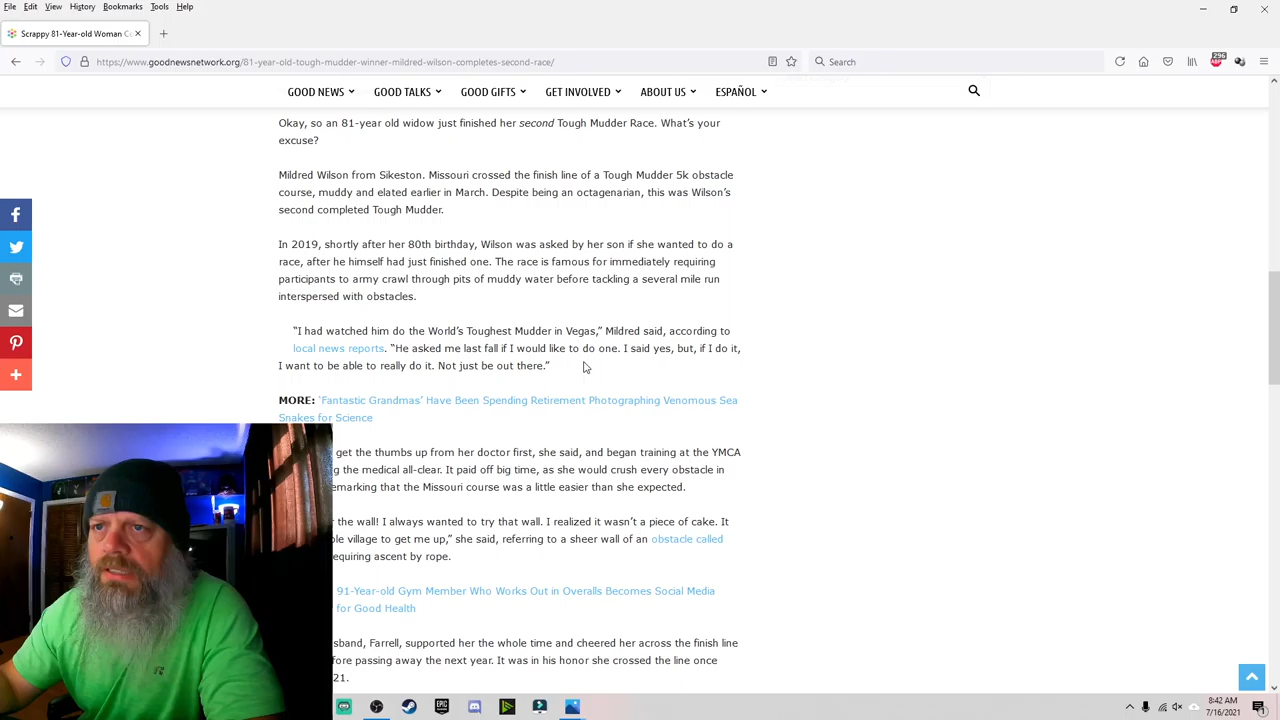 File Edit View History Bookmarks Tools Help
Scrappy 81-Year-old Woman Co
https://www.goodnewsnetwork.org/81-year-old-tough-mudder-winner-mildred-wilson-completes-second-race/
Search
296
ABP
GOOD NEWS GOOD TALKS GOOD GIFTS GET INVOLVED ABOUT US ESPAÑOL
Okay, so an 81-year old widow just finished her second Tough Mudder Race. What's your
excuse?
Mildred Wilson from Sikeston. Missouri crossed the finish line of a Tough Mudder 5k obstacle
course, muddy and elated earlier in March. Despite being an octagenarian, this was Wilson's
second completed Tough Mudder.
In 2019, shortly after her 80th birthday, Wilson was asked by her son if she wanted to do a
race, after he himself had just finished one. The race is famous for immediately requiring
participants to army crawl through pits of muddy water before tackling a several mile run
interspersed with obstacles.
“I had watched him do the World's Toughest Mudder in Vegas,” Mildred said, according to
local news reports. “He asked me last fall if I would like to do one. I said yes, but, if I do it,
I want to be able to really do it. Not just be out there.”
MORE: ‘Fantastic Grandmas’ Have Been Spending Retirement Photographing Venomous Sea
Snakes for Science
get the thumbs up from her doctor first, she said, and began training at the YMCA
g the medical all-clear. It paid off big time, as she would crush every obstacle in
emarking that the Missouri course was a little easier than she expected.
r the wall! I always wanted to try that wall. I realized it wasn't a piece of cake. It
ole village to get me up,” she said, referring to a sheer wall of an obstacle called
equiring ascent by rope.
91-Year-old Gym Member Who Works Out in Overalls Becomes Social Media
for Good Health
sband, Farrell, supported her the whole time and cheered her across the finish line
fore passing away the next year. It was in his honor she crossed the line once
21.
8:42 AM
7/16/2021